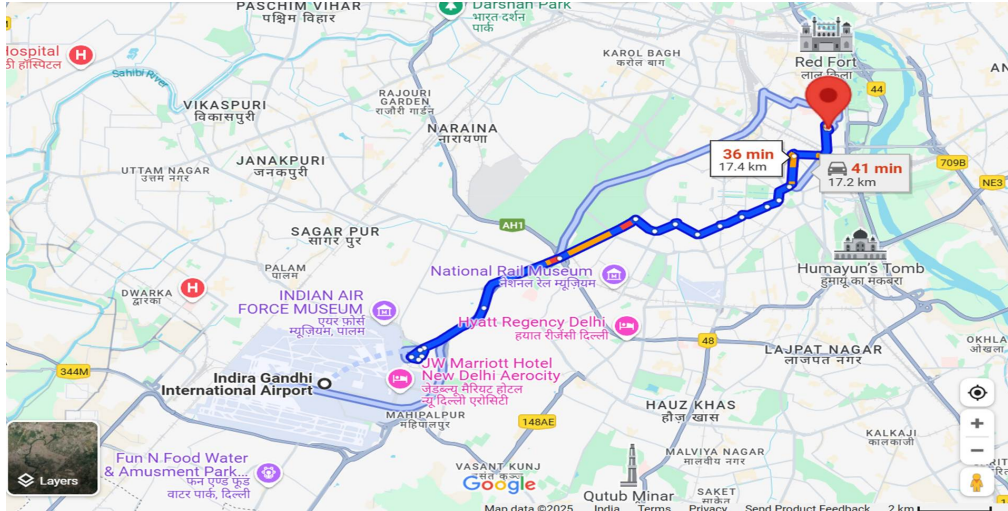 PASCHIM VIHAR
पश्चिम विहार
Darshan Park
भारत दर्शन
पार्क
Hospital
ठी हॉस्पिटल
Sahibi River
KAROL BAGH
करोल बाग
Red Fort
लाल किला
44
VIKASPURI
विकासपुरी
RAJOURI
GARDEN
राजौरी गार्डन
NARAINA
नारायणा
UTTAM NAGAR
उत्तम नगर
JANAKPURI
जनकपुरी
36 min
17.4 km
41 min
17.2 km
709B
NE3
AH1
SAGAR PUR
सागर पुर
PALAM
पालम
National Rail Museum
नेशनल रेल म्यूज़ियम
Humayun's Tomb
हुमायूं का मकबरा
DWARKA
द्वारका
H
INDIAN AIR
FORCE MUSEUM
एयर फ़ोर्स
म्यूज़ियम, पालम
Hyatt Regency Delhi
हयात रीजेंसी दिल्ली
48
LAJPAT NAGAR
लाजपत नगर
OKHLA
ओखला
344M
Indira Gandhi
International Airport
JW Marriott Hotel
New Delhi Aerocity
जेडब्ल्यू मैरियट होटल
न्यू दिल्ली एरोसिटी
MAHIPALPUR
महिपालपुर
148AE
HAUZ KHAS
हौज़ खास
KALKAJI
कालकाजी
MALVIYA NAGAR
मालवीय नगर
Fun N Food Water
& Amusment Park...
फन एण्ड फूड
वाटर पार्क, दिल्ली
VASANT KUNJ
वसंत कुञ्ज
Layers
Google
Qutub Minar
SAKET
साकेत
Map data ©2025 India Terms Privacy Send Product Feedback 2 km